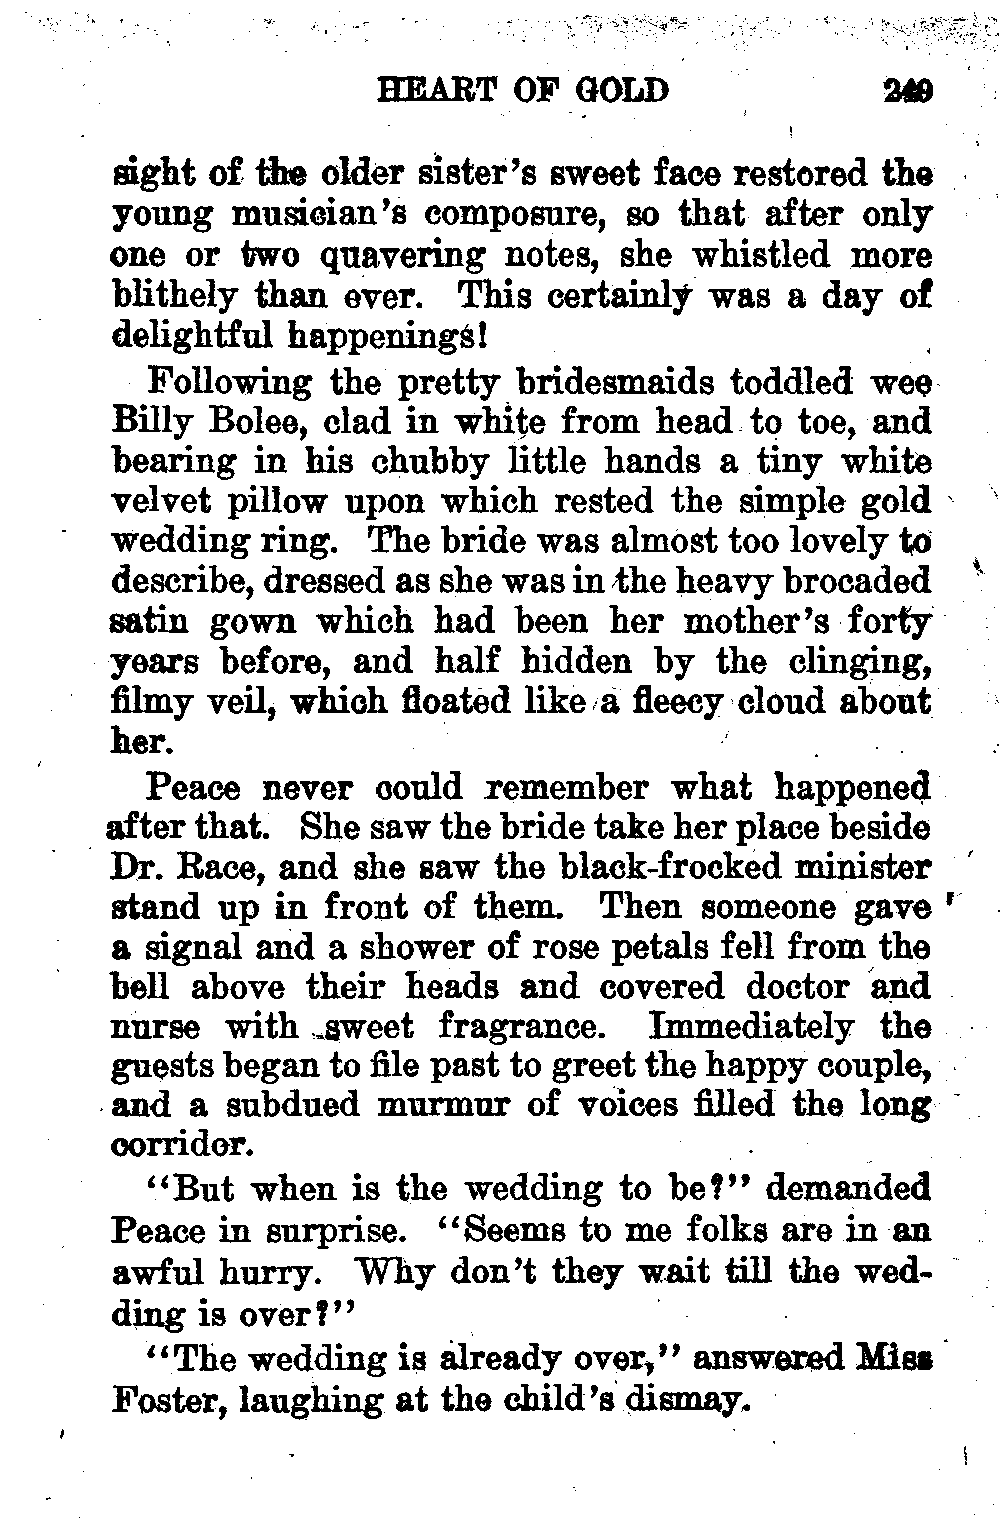 HEART OF GOLD 249
sight of the older sister's sweet face restored the
young musician's composure, so that after only
one or two quavering notes, she whistled more
blithely than ever. This certainly was a day of
delightful happenings!
Following the pretty bridesmaids toddled wee
Billy Bolee, clad in white from head to toe, and
bearing in his chubby little hands a tiny white
velvet pillow upon which rested the simple gold
wedding ring. The bride was almost too lovely to
describe, dressed as she was in the heavy brocaded
satin gown which had been her mother's forty
years before, and half hidden by the clinging,
filmy veil, which floated like a fleecy cloud about
her.
Peace never could remember what happened
after that. She saw the bride take her place beside
Dr. Race, and she saw the black-frocked minister
stand up in front of them. Then someone gave
a signal and a shower of rose petals fell from the
bell above their heads and covered doctor and
nurse with sweet fragrance. Immediately the
guests began to file past to greet the happy couple,
and a subdued murmur of voices filled the long
corridor.
"But when is the wedding to be?" demanded
Peace in surprise. "Seems to me folks are in an
awful hurry. Why don't they wait till the wed-
ding is over?"
"The wedding is already over," answered Miss
Foster, laughing at the child's dismay.